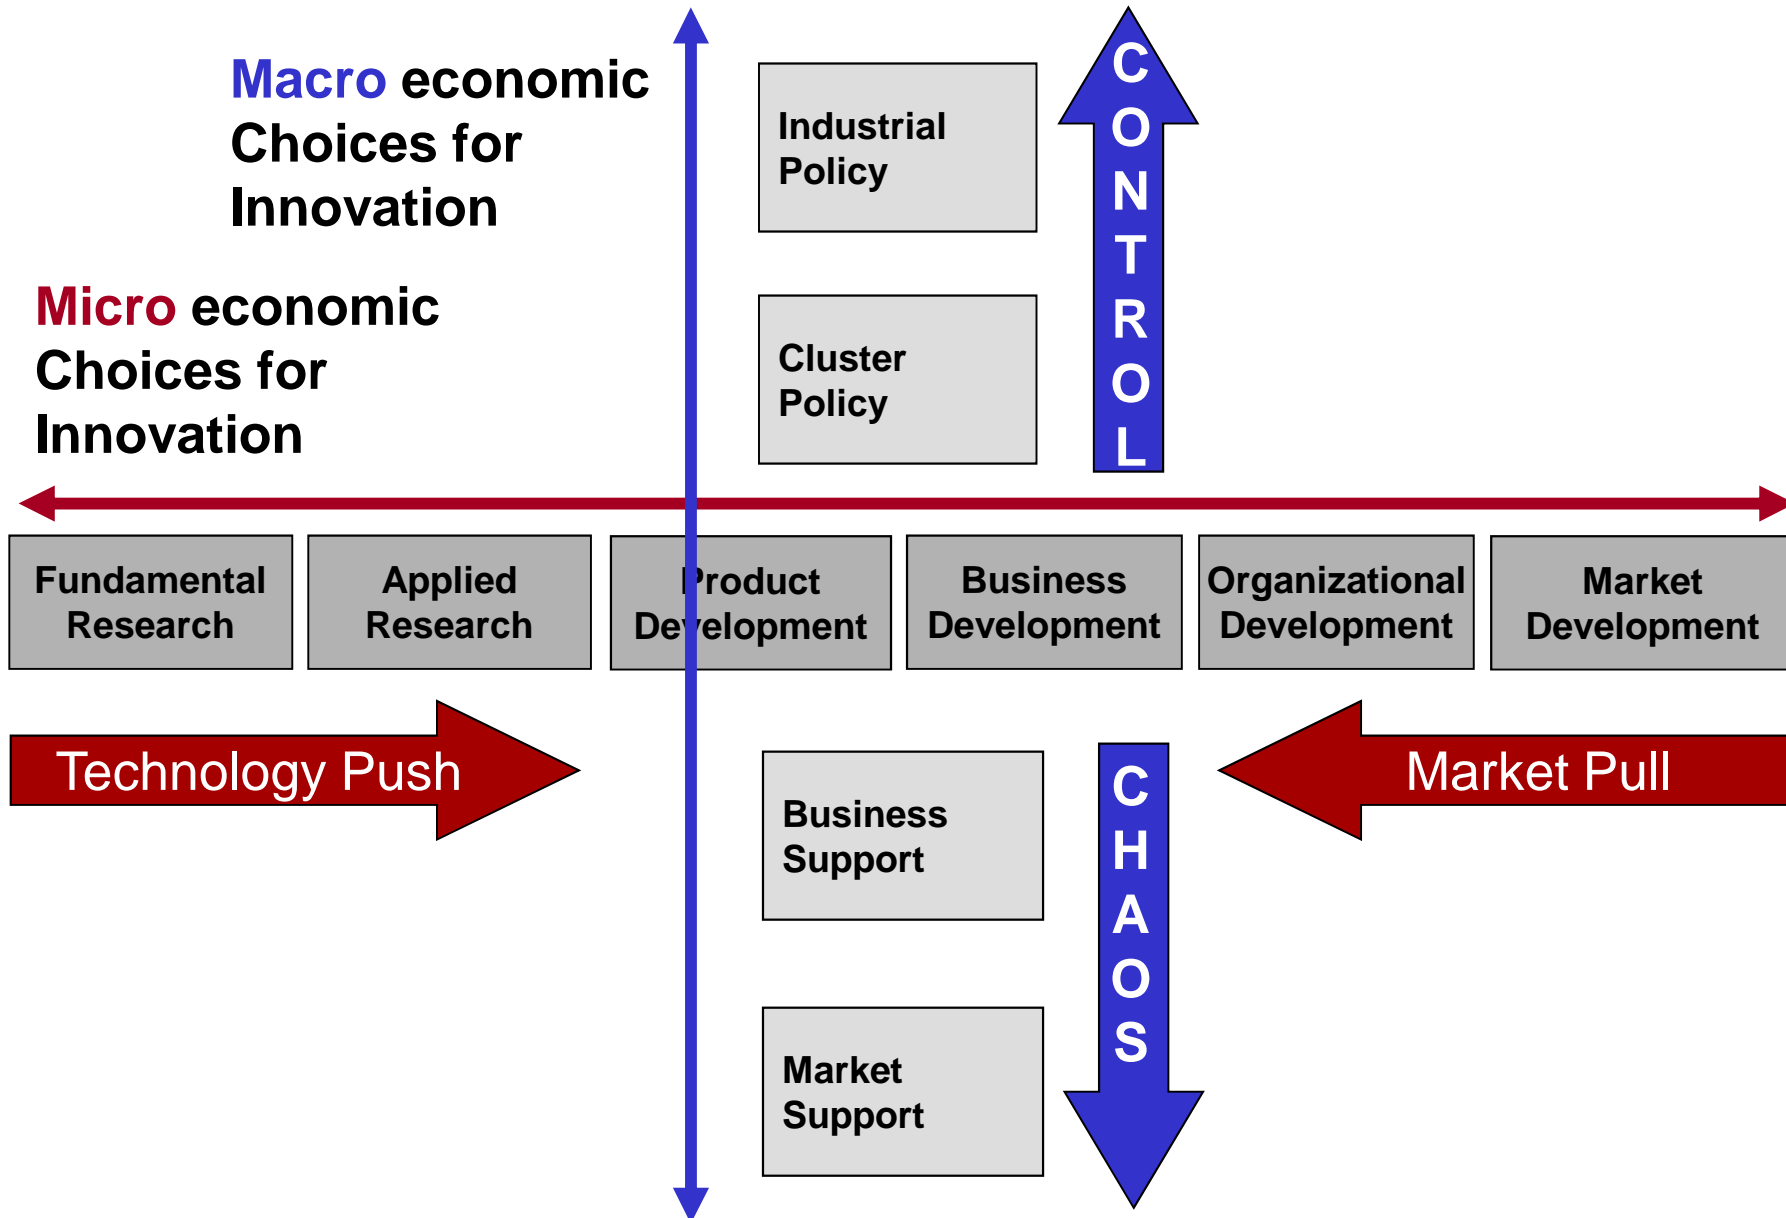 Macro economic
Choices for
Innovation
Micro economic
Choices for
Innovation
Industrial
Policy
Cluster
Policy
CONTROL
Fundamental
Research
Applied
Research
Product
Development
Business
Development
Organizational
Development
Market
Development
Technology Push
Market Pull
Business
Support
Market
Support
CHAOS